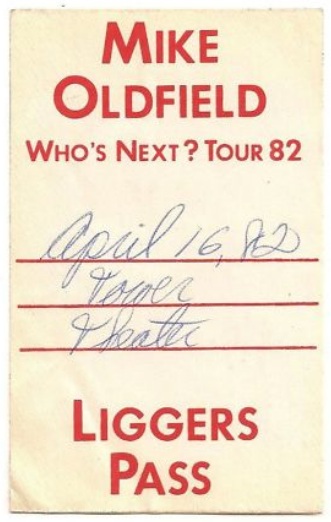 MIKE
OLDFIELD
WHO'S NEXT? TOUR 82
April 16, 82
Tower
Theater
LIGGERS
PASS